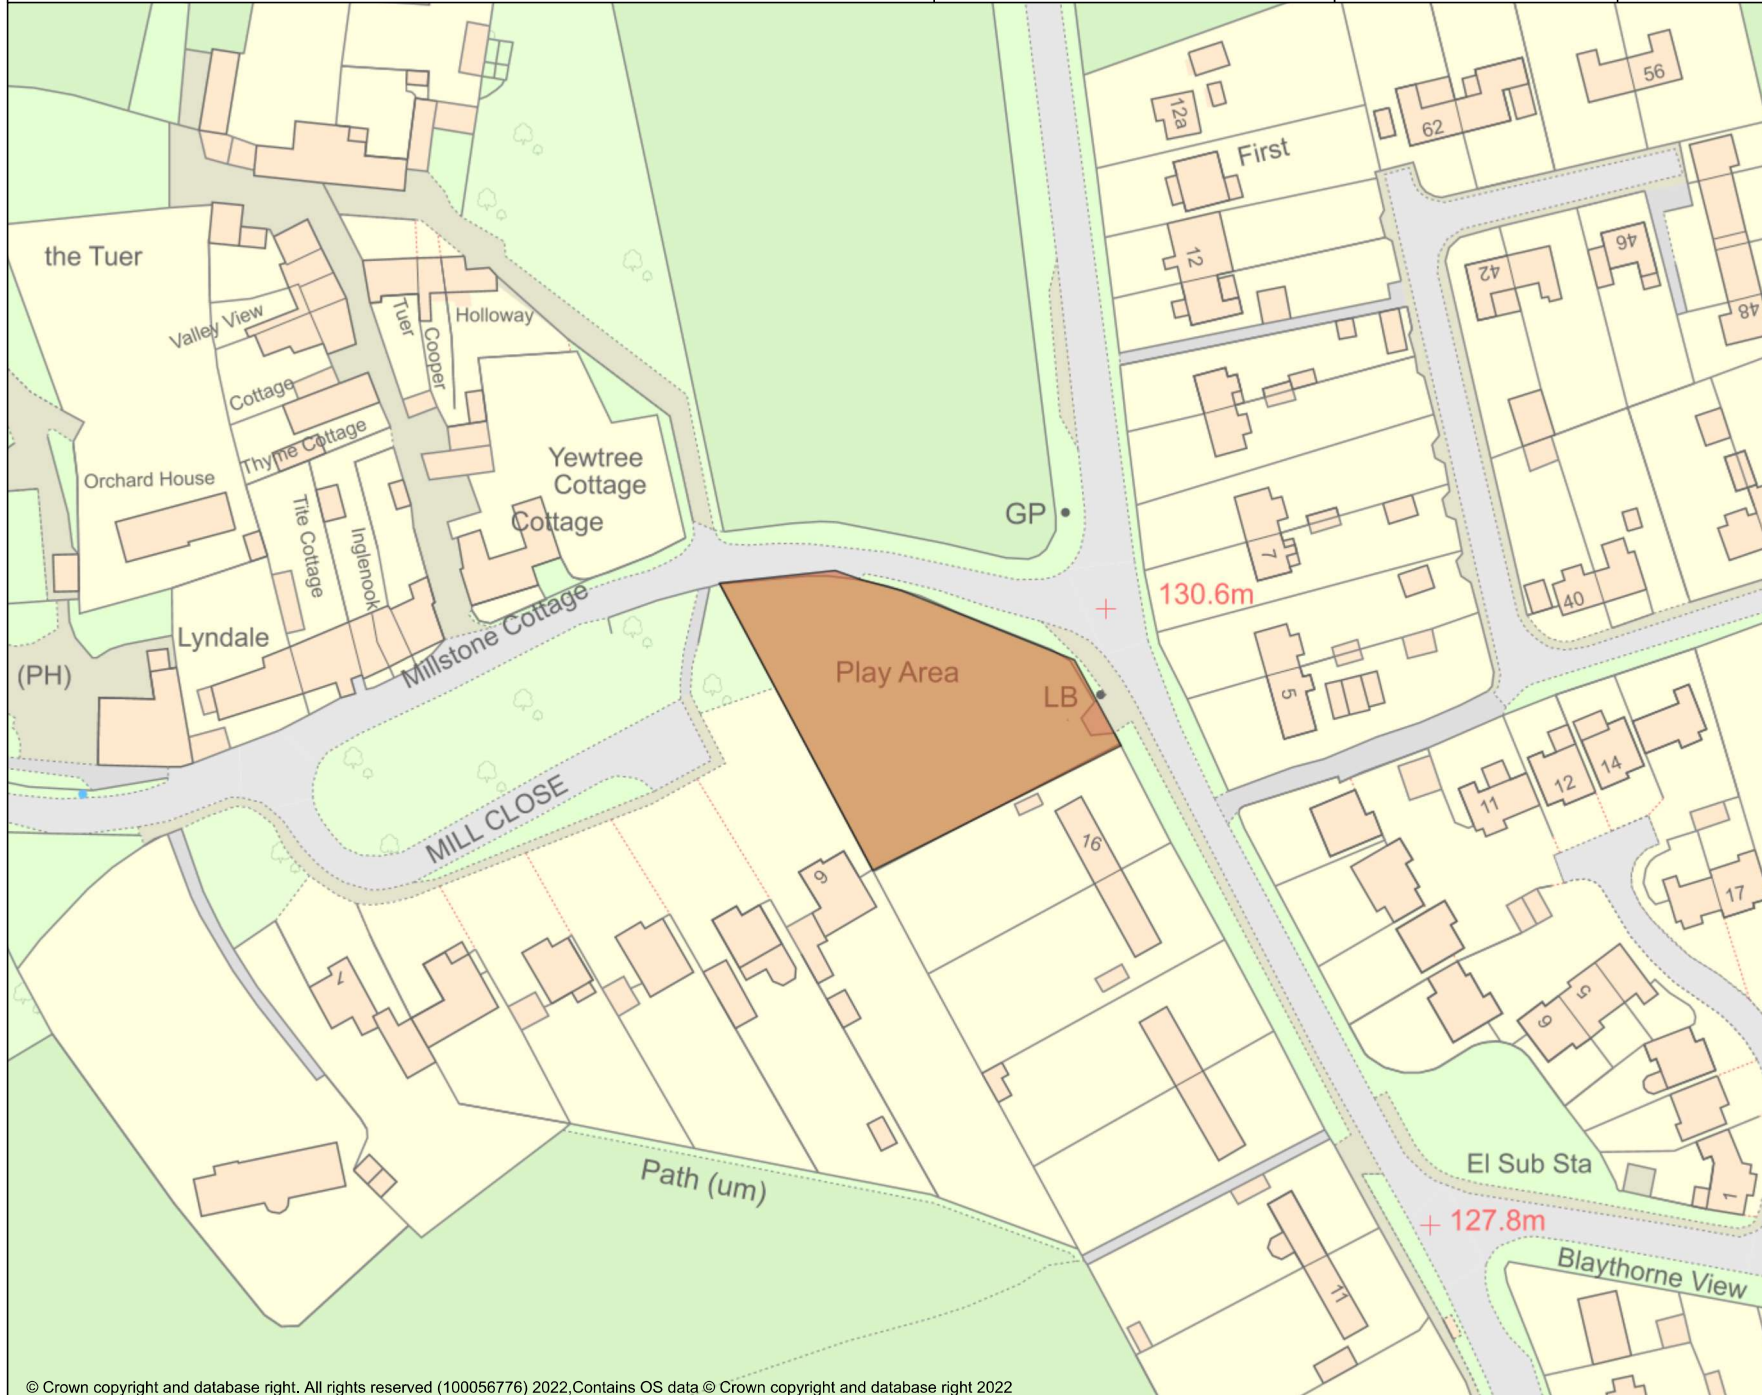 56
12a
62
First
the Tuer
12
46
42
48
Valley View
Tuer
Holloway
Cooper
Cottage
Thyme Cottage
Orchard House
Yewtree
Cottage
Cottage
GP
Tite Cottage
Inglenook
7
130.6m
40
Millstone Cottage
Lyndale
(PH)
Play Area
LB
5
14
12
11
MILL CLOSE
16
9
17
7
5
9
El Sub Sta
Path (um)
1
127.8m
Blaythorne View
11
© Crown copyright and database right. All rights reserved (100056776) 2022,Contains OS data © Crown copyright and database right 2022